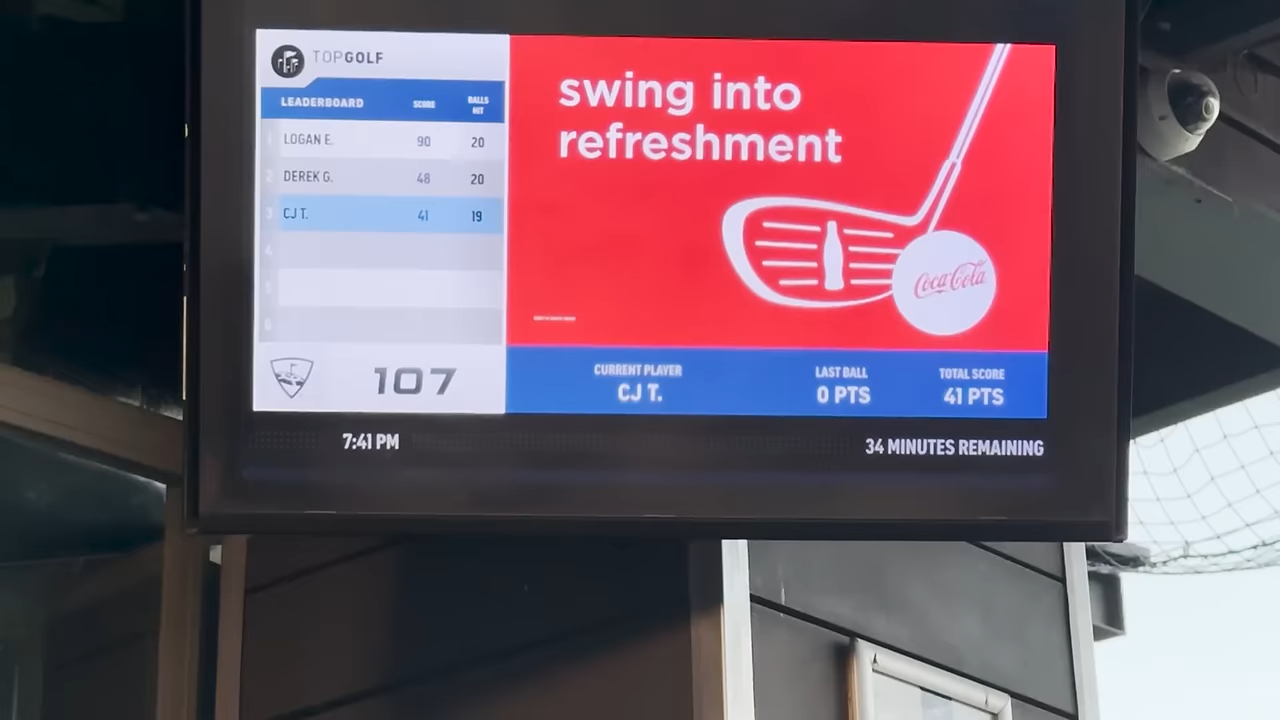 TOPGOLF
LEADERBOARD SCORE BALLS HIT
1 LOGAN E. 90 20
2 DEREK G. 48 20
3 CJ T. 41 19
4
5
6
107
swing into
refreshment
Coca-Cola
CURRENT PLAYER LAST BALL TOTAL SCORE
CJ T. 0 PTS 41 PTS
7:41 PM 34 MINUTES REMAINING